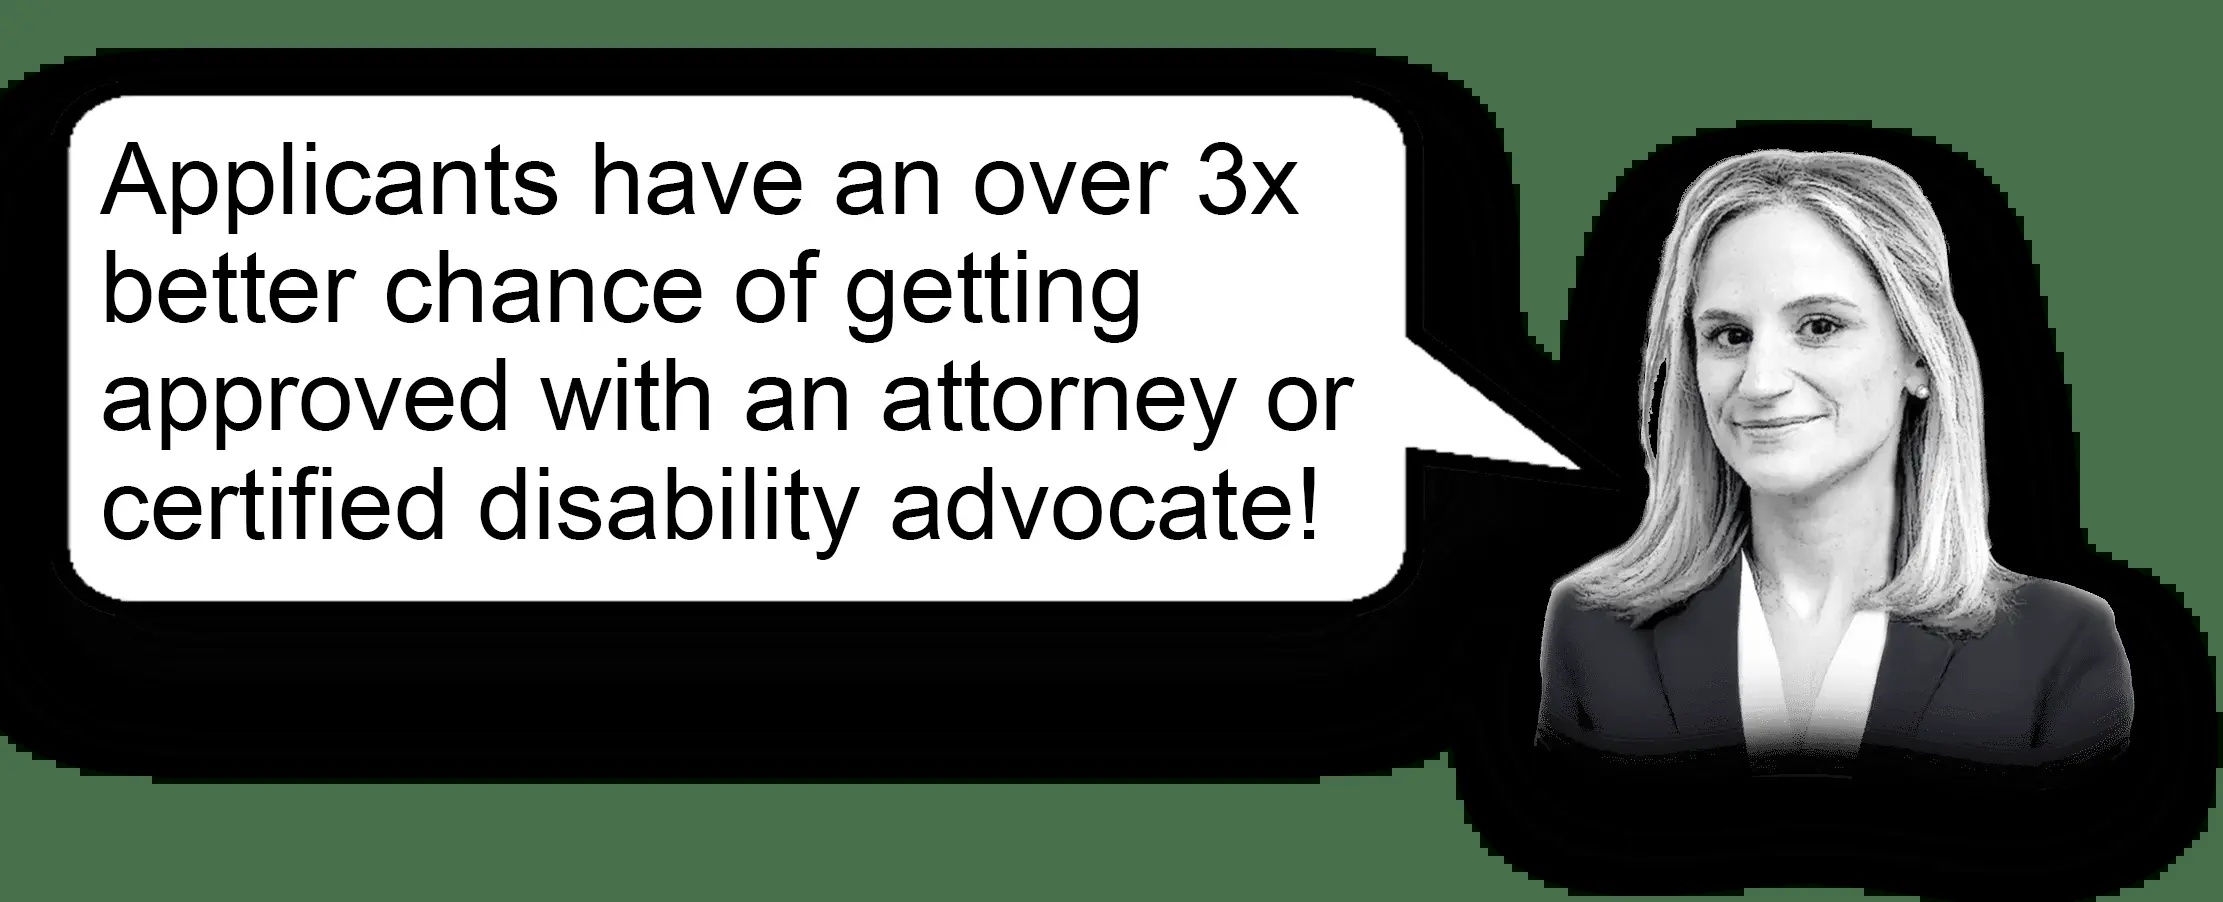 Applicants have an over 3x
better chance of getting
approved with an attorney or
certified disability advocate!